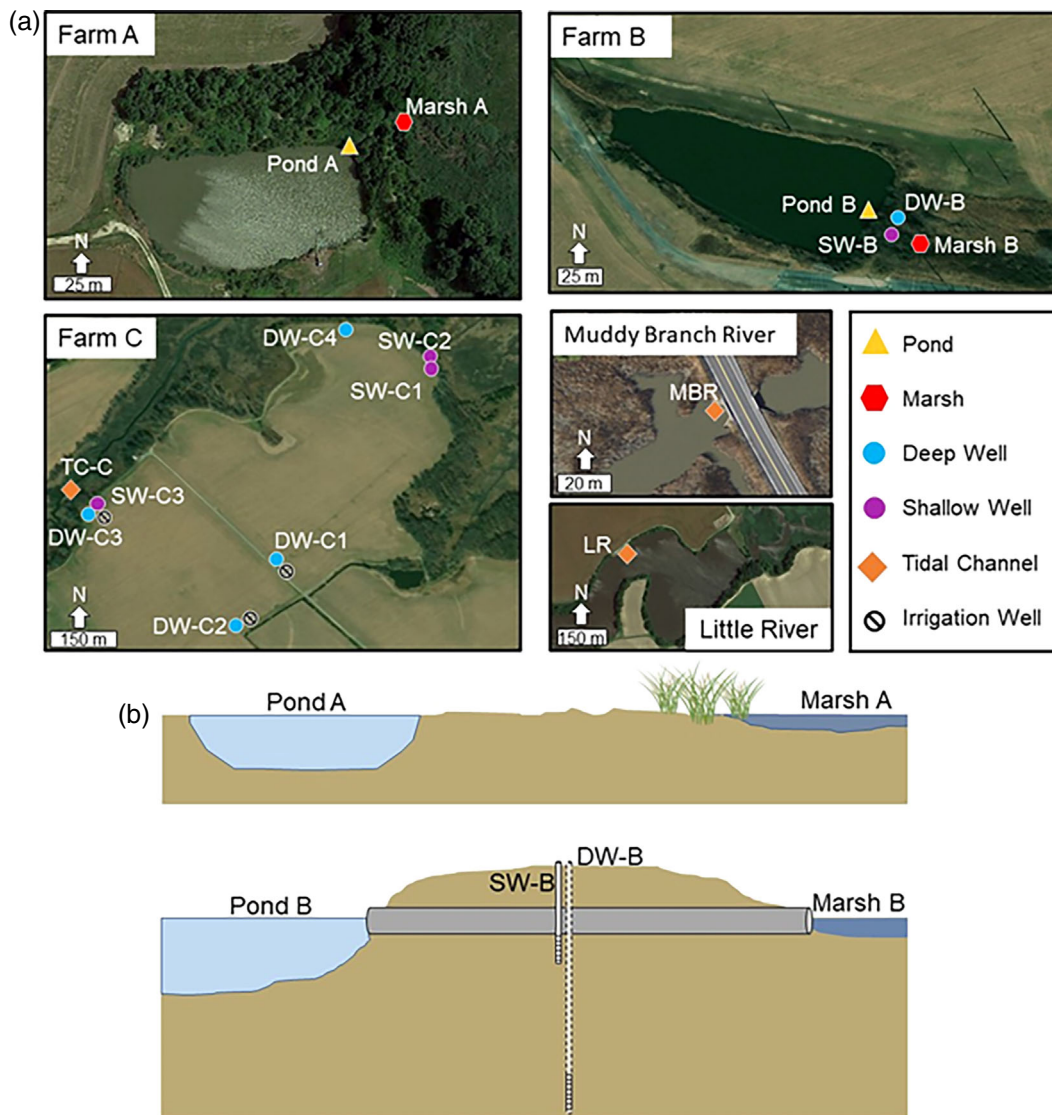 (a)
Farm A
Marsh A
Pond A
N
25 m
Farm B
Pond B
DW-B
SW-B
Marsh B
N
25 m
Farm C
DW-C4
SW-C2
SW-C1
TC-C
SW-C3
DW-C3
DW-C1
DW-C2
N
150 m
Muddy Branch River
MBR
N
20 m
LR
N
150 m
Little River
Pond
Marsh
Deep Well
Shallow Well
Tidal Channel
Irrigation Well
(b)
Pond A
Marsh A
DW-B
SW-B
Pond B
Marsh B